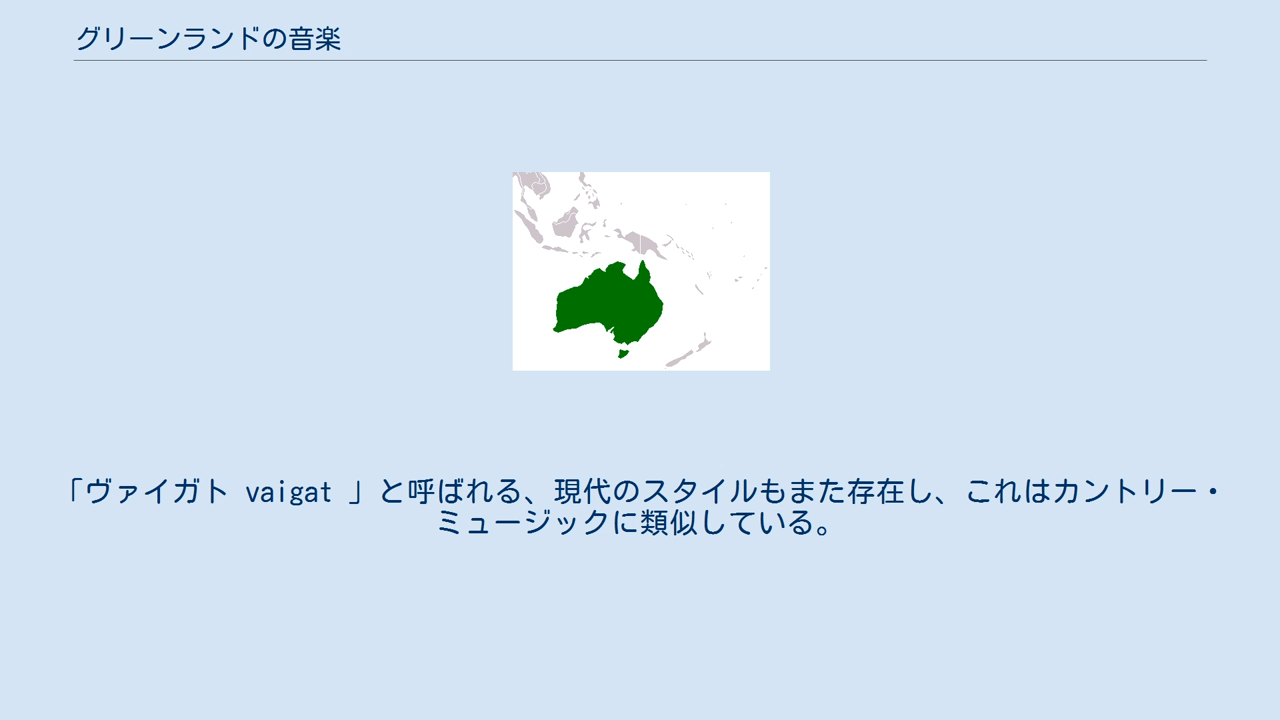 グリーンランドの音楽
「ヴァイガト vaigat 」と呼ばれる、現代のスタイルもまた存在し、これはカントリー・
ミュージックに類似している。